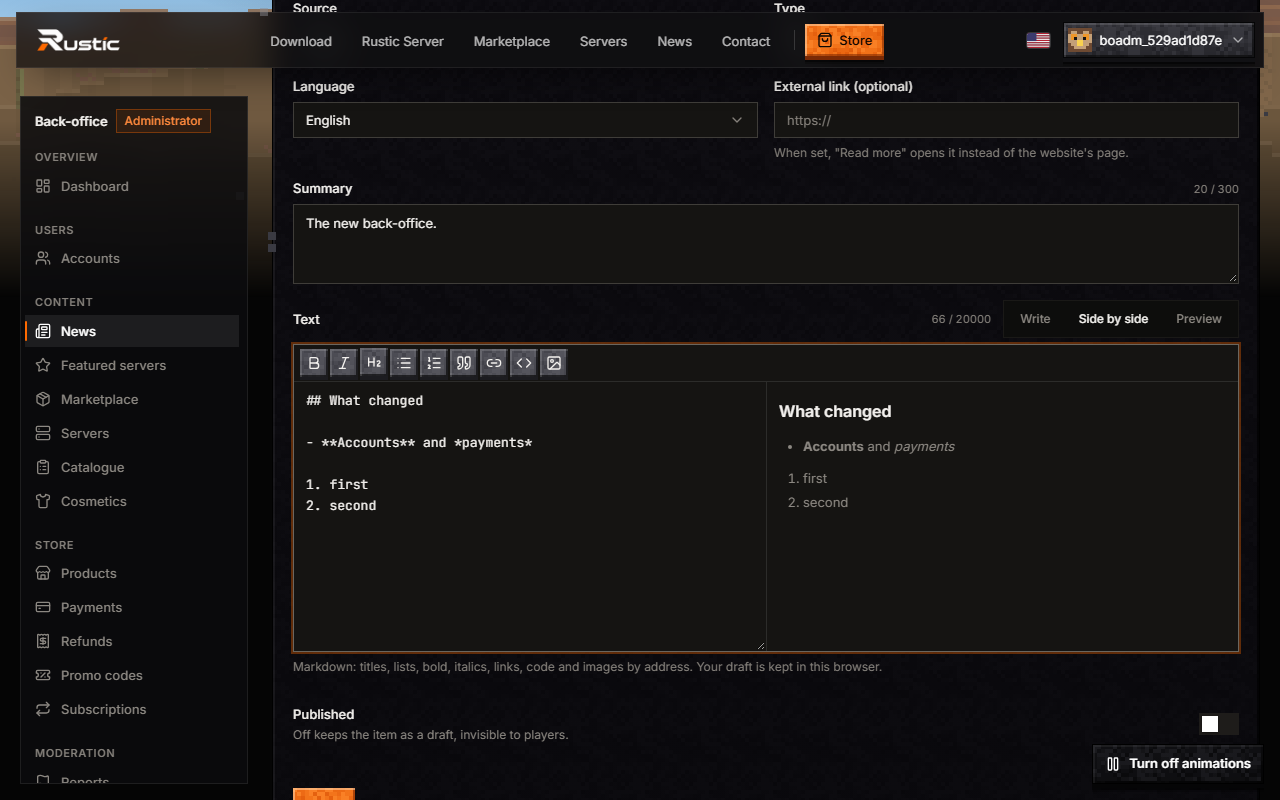 Source
Type
Rustic
Download
Rustic Server
Marketplace
Servers
News
Contact
Store
boadm_529ad1d87e
Back-office
Administrator
OVERVIEW
Dashboard
USERS
Accounts
CONTENT
News
Featured servers
Marketplace
Servers
Catalogue
Cosmetics
STORE
Products
Payments
Refunds
Promo codes
Subscriptions
MODERATION
Reports
Language
External link (optional)
English
https://
When set, "Read more" opens it instead of the website's page.
Summary
20 / 300
The new back-office.
Text
66 / 20000
Write
Side by side
Preview
B
I
H2
## What changed
- **Accounts** and *payments*
1. first
2. second
What changed
• Accounts and payments
1. first
2. second
Markdown: titles, lists, bold, italics, links, code and images by address. Your draft is kept in this browser.
Published
Off keeps the item as a draft, invisible to players.
Turn off animations